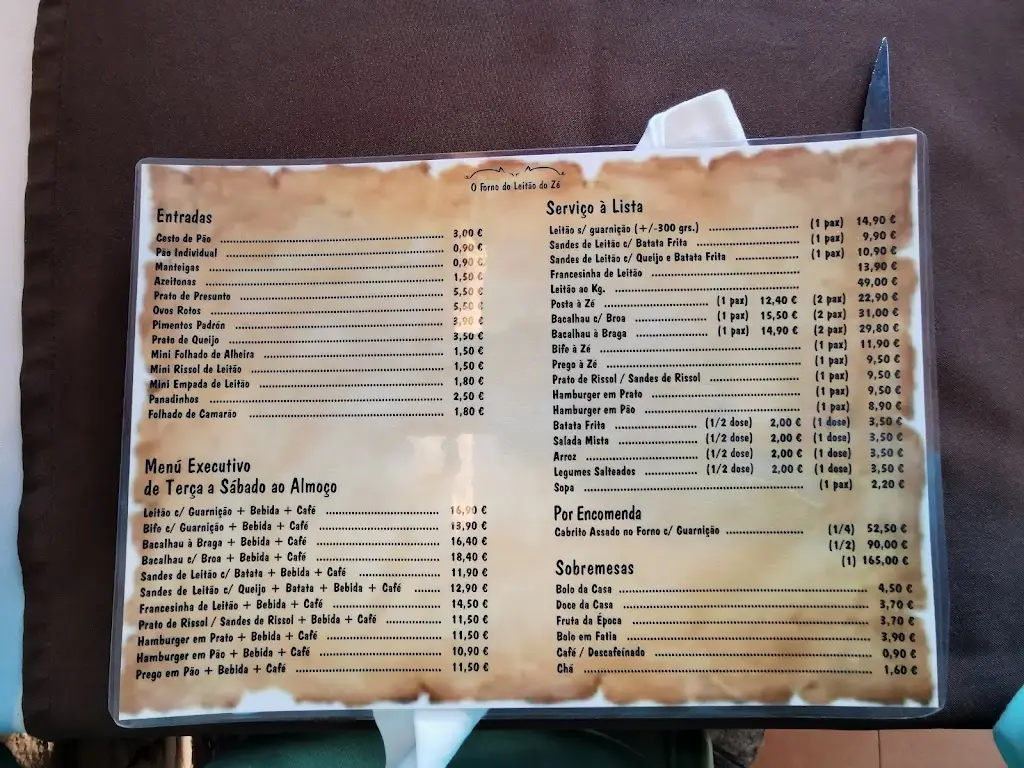 O Forno do Leitão do Zé
Entradas
Cesto de Pão 3,00 €
Pão Individual 0,90 €
Manteigas 0,90 €
Azeitonas 1,50 €
Prato de Presunto 5,50 €
Ovos Rotos 5,50 €
Pimentos Padrón 3,90 €
Prato de Queijo 3,50 €
Mini Folhado de Alheira 1,50 €
Mini Rissol de Leitão 1,50 €
Mini Empada de Leitão 1,80 €
Panadinhos 2,50 €
Folhado de Camarão 1,80 €
Menú Executivo
de Terça a Sábado ao Almoço
Leitão c/ Guarnição + Bebida + Café 16,90 €
Bife c/ Guarnição + Bebida + Café 13,90 €
Bacalhau à Braga + Bebida + Café 16,40 €
Bacalhau c/ Broa + Bebida + Café 18,40 €
Sandes de Leitão c/ Batata + Bebida + Café 11,90 €
Sandes de Leitão c/ Queijo + Batata + Bebida + Café 12,90 €
Francesinha de Leitão + Bebida + Café 14,50 €
Prato de Rissol / Sandes de Rissol + Bebida + Café 11,50 €
Hamburger em Prato + Bebida + Café 11,50 €
Hamburger em Pão + Bebida + Café 10,90 €
Prego em Pão + Bebida + Café 11,50 €
Serviço à Lista
Leitão s/ guarnição (+/-300 grs.) (1 pax) 14,90 €
Sandes de Leitão c/ Batata Frita (1 pax) 9,90 €
Sandes de Leitão c/ Queijo e Batata Frita (1 pax) 10,90 €
Francesinha de Leitão 13,90 €
Leitão ao Kg. 49,00 €
Posta à Zé (1 pax) 12,40 € (2 pax) 22,90 €
Bacalhau c/ Broa (1 pax) 15,50 € (2 pax) 31,00 €
Bacalhau à Braga (1 pax) 14,90 € (2 pax) 29,80 €
Bife à Zé (1 pax) 11,90 €
Prego à Zé (1 pax) 9,50 €
Prato de Rissol / Sandes de Rissol (1 pax) 9,50 €
Hamburger em Prato (1 pax) 9,50 €
Hamburger em Pão (1 pax) 8,90 €
Batata Frita (1/2 dose) 2,00 € (1 dose) 3,50 €
Salada Mista (1/2 dose) 2,00 € (1 dose) 3,50 €
Arroz (1/2 dose) 2,00 € (1 dose) 3,50 €
Legumes Salteados (1/2 dose) 2,00 € (1 dose) 3,50 €
Sopa (1 pax) 2,20 €
Por Encomenda
Cabrito Assado no Forno c/ Guarnição (1/4) 52,50 €
(1/2) 90,00 €
(1) 165,00 €
Sobremesas
Bolo da Casa 4,50 €
Doce da Casa 3,70 €
Fruta da Época 3,70 €
Bolo em Fatia 3,90 €
Café / Descafeínado 0,90 €
Chá 1,60 €